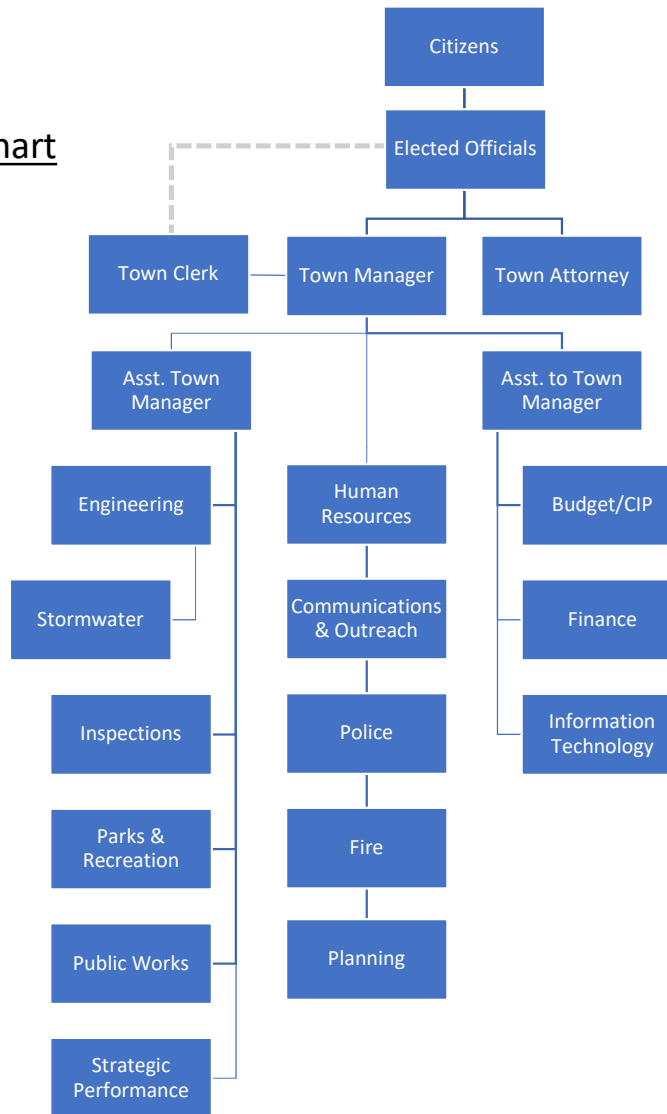 Citizens
hart
Elected Officials
Town Clerk
Town Manager
Town Attorney
Asst. Town
Manager
Asst. to Town
Manager
Engineering
Human
Resources
Budget/CIP
Stormwater
Communications
& Outreach
Finance
Inspections
Police
Information
Technology
Parks &
Recreation
Fire
Public Works
Planning
Strategic
Performance